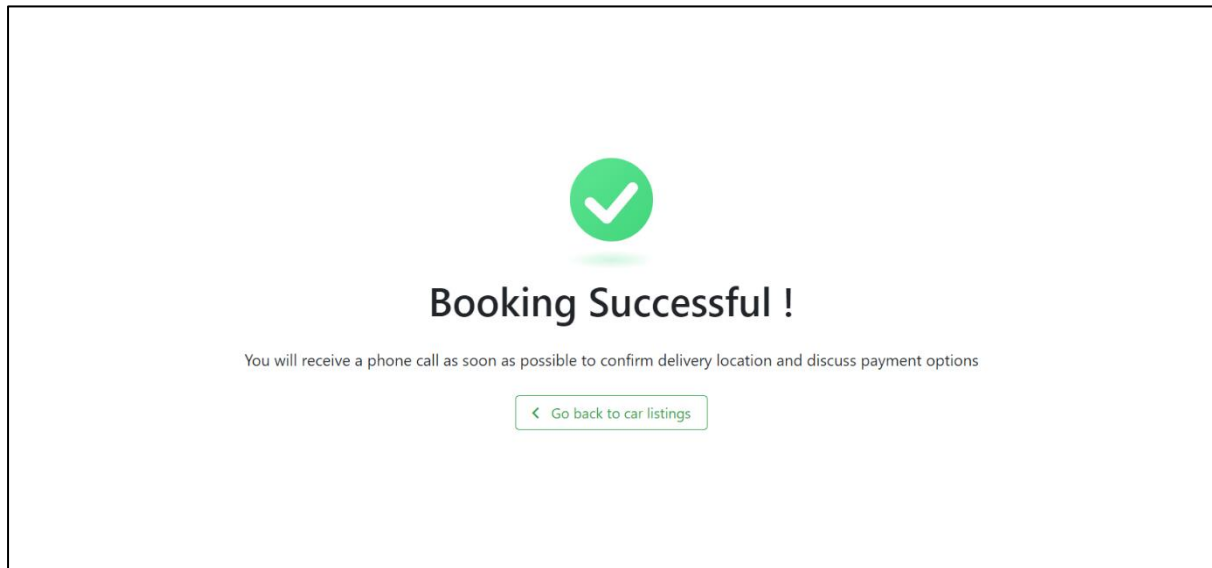 Booking Successful !
You will receive a phone call as soon as possible to confirm delivery location and discuss payment options
Go back to car listings